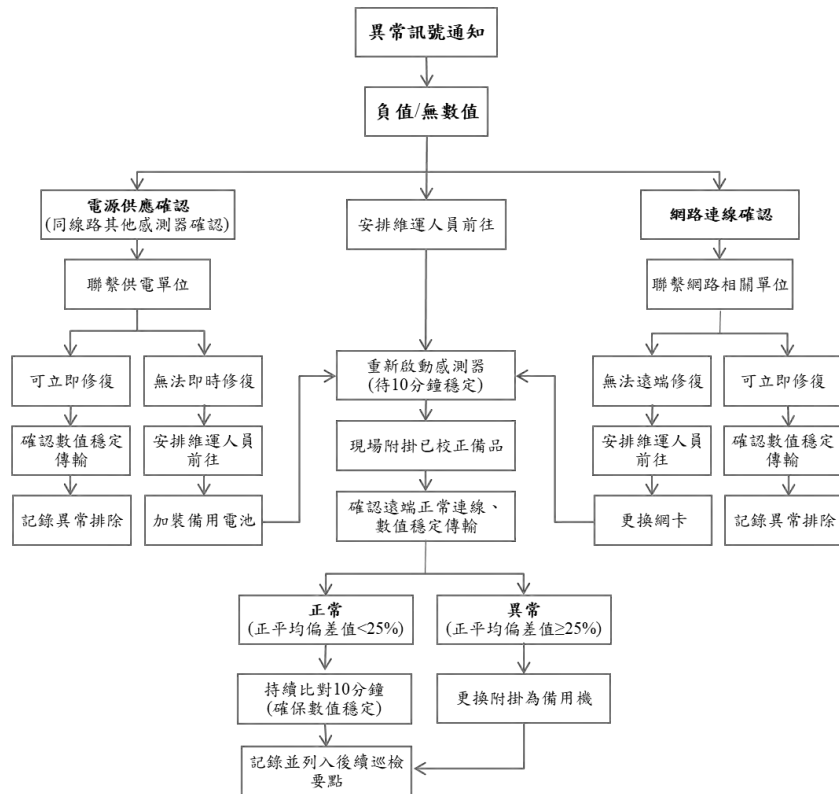 異常訊號通知
負值/無數值
電源供應確認
(同線路其他感測器確認)
安排維運人員前往
網路連線確認
聯繫供電單位
聯繫網路相關單位
可立即修復
無法即時修復
重新啟動感測器
(待10分鐘穩定)
無法遠端修復
可立即修復
確認數值穩定
傳輸
安排維運人員
前往
現場附掛已校正備品
安排維運人員
前往
確認數值穩定
傳輸
記錄異常排除
加裝備用電池
確認遠端正常連線、
數值穩定傳輸
更換網卡
記錄異常排除
正常
(正平均偏差值<25%)
異常
(正平均偏差值≥25%)
持續比對10分鐘
(確保數值穩定)
更換附掛為備用機
記錄並列入後續巡檢
要點